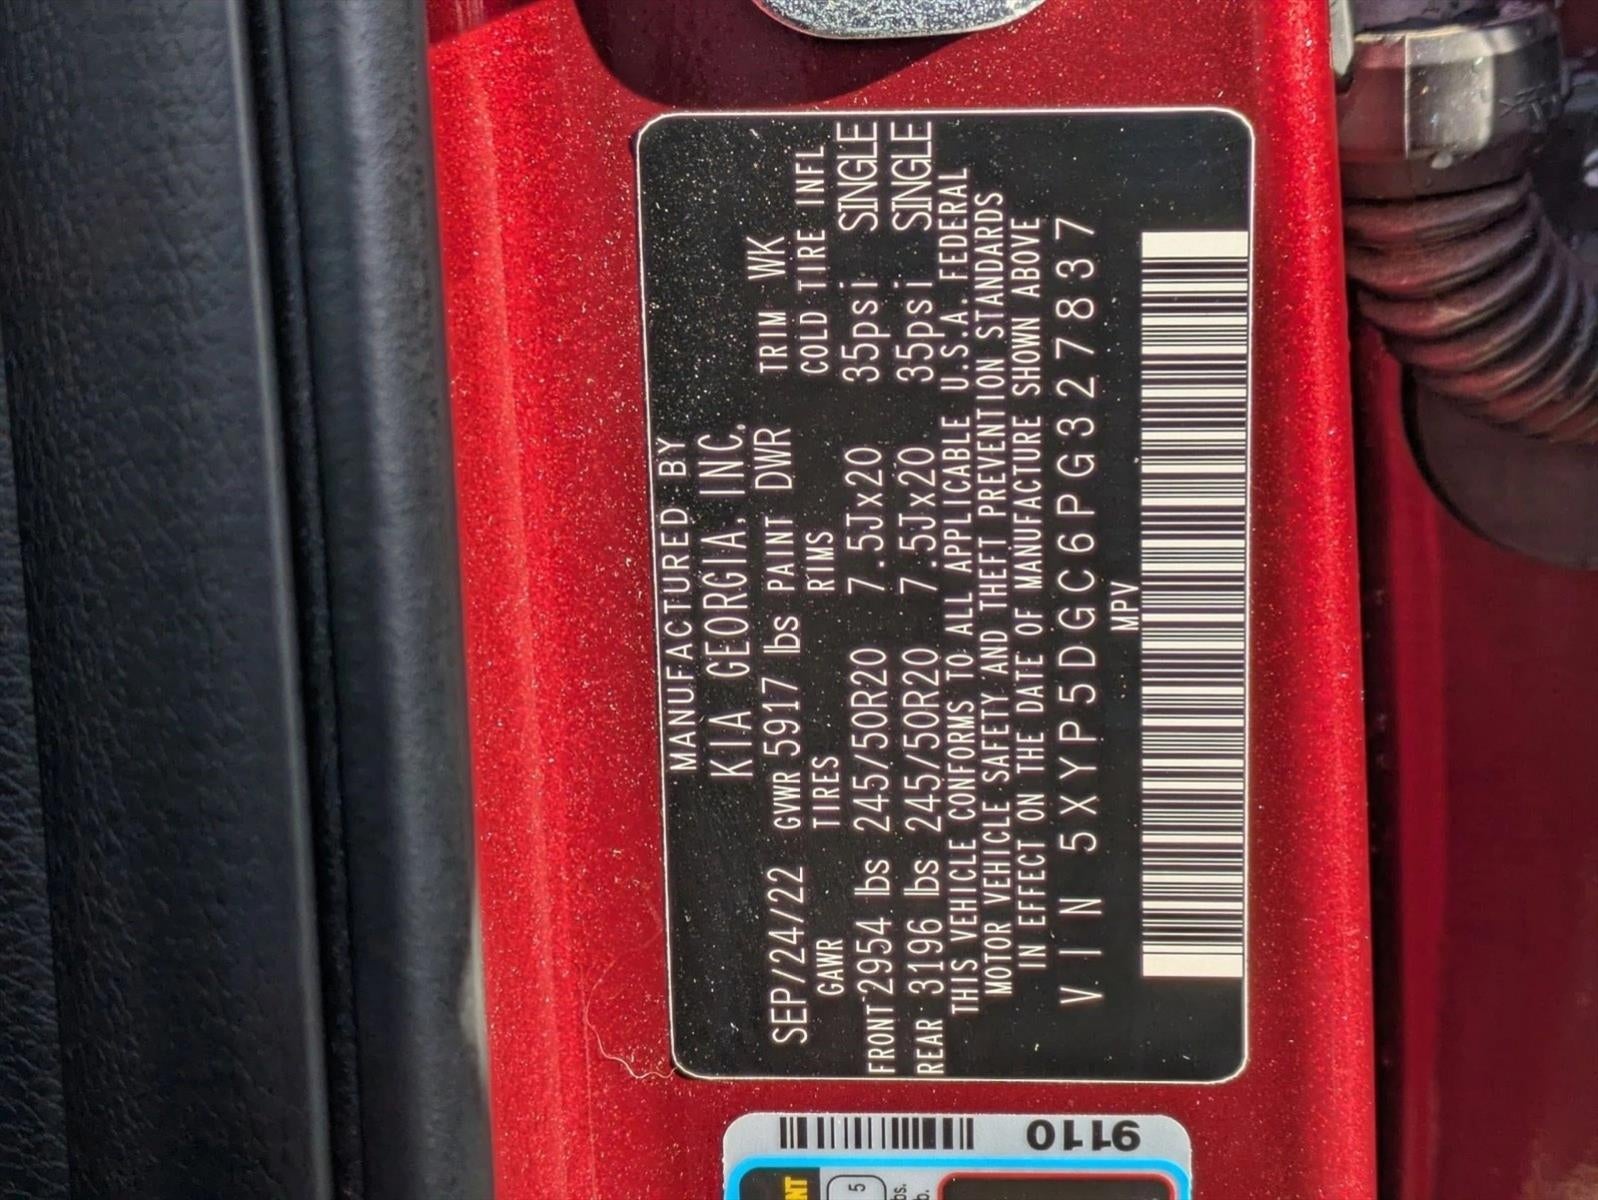 MANUFACTURED BY
KIA GEORGIA, INC.
SEP/24/22 GVWR 5917 lbs PAINT DWR TRIM WK
GAWR TIRES RIMS COLD TIRE INFL
FRONT 2954 lbs 245/50R20 7.5Jx20 35psi SINGLE
REAR 3196 lbs 245/50R20 7.5Jx20 35psi SINGLE
THIS VEHICLE CONFORMS TO ALL APPLICABLE U.S.A. FEDERAL
MOTOR VEHICLE SAFETY AND THEFT PREVENTION STANDARDS
IN EFFECT ON THE DATE OF MANUFACTURE SHOWN ABOVE
VIN 5XYP5DGC6PG327837
MPV
9110
5